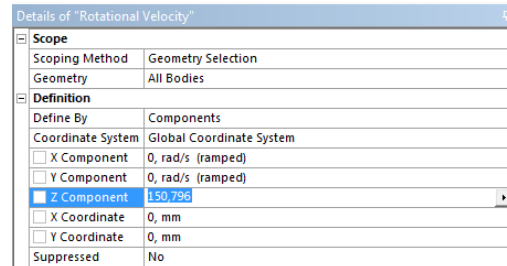 Details of "Rotational Velocity"
Scope
Scoping Method Geometry Selection
Geometry All Bodies
Definition
Define By Components
Coordinate System Global Coordinate System
X Component 0, rad/s (ramped)
Y Component 0, rad/s (ramped)
Z Component 150,796
X Coordinate 0, mm
Y Coordinate 0, mm
Suppressed No